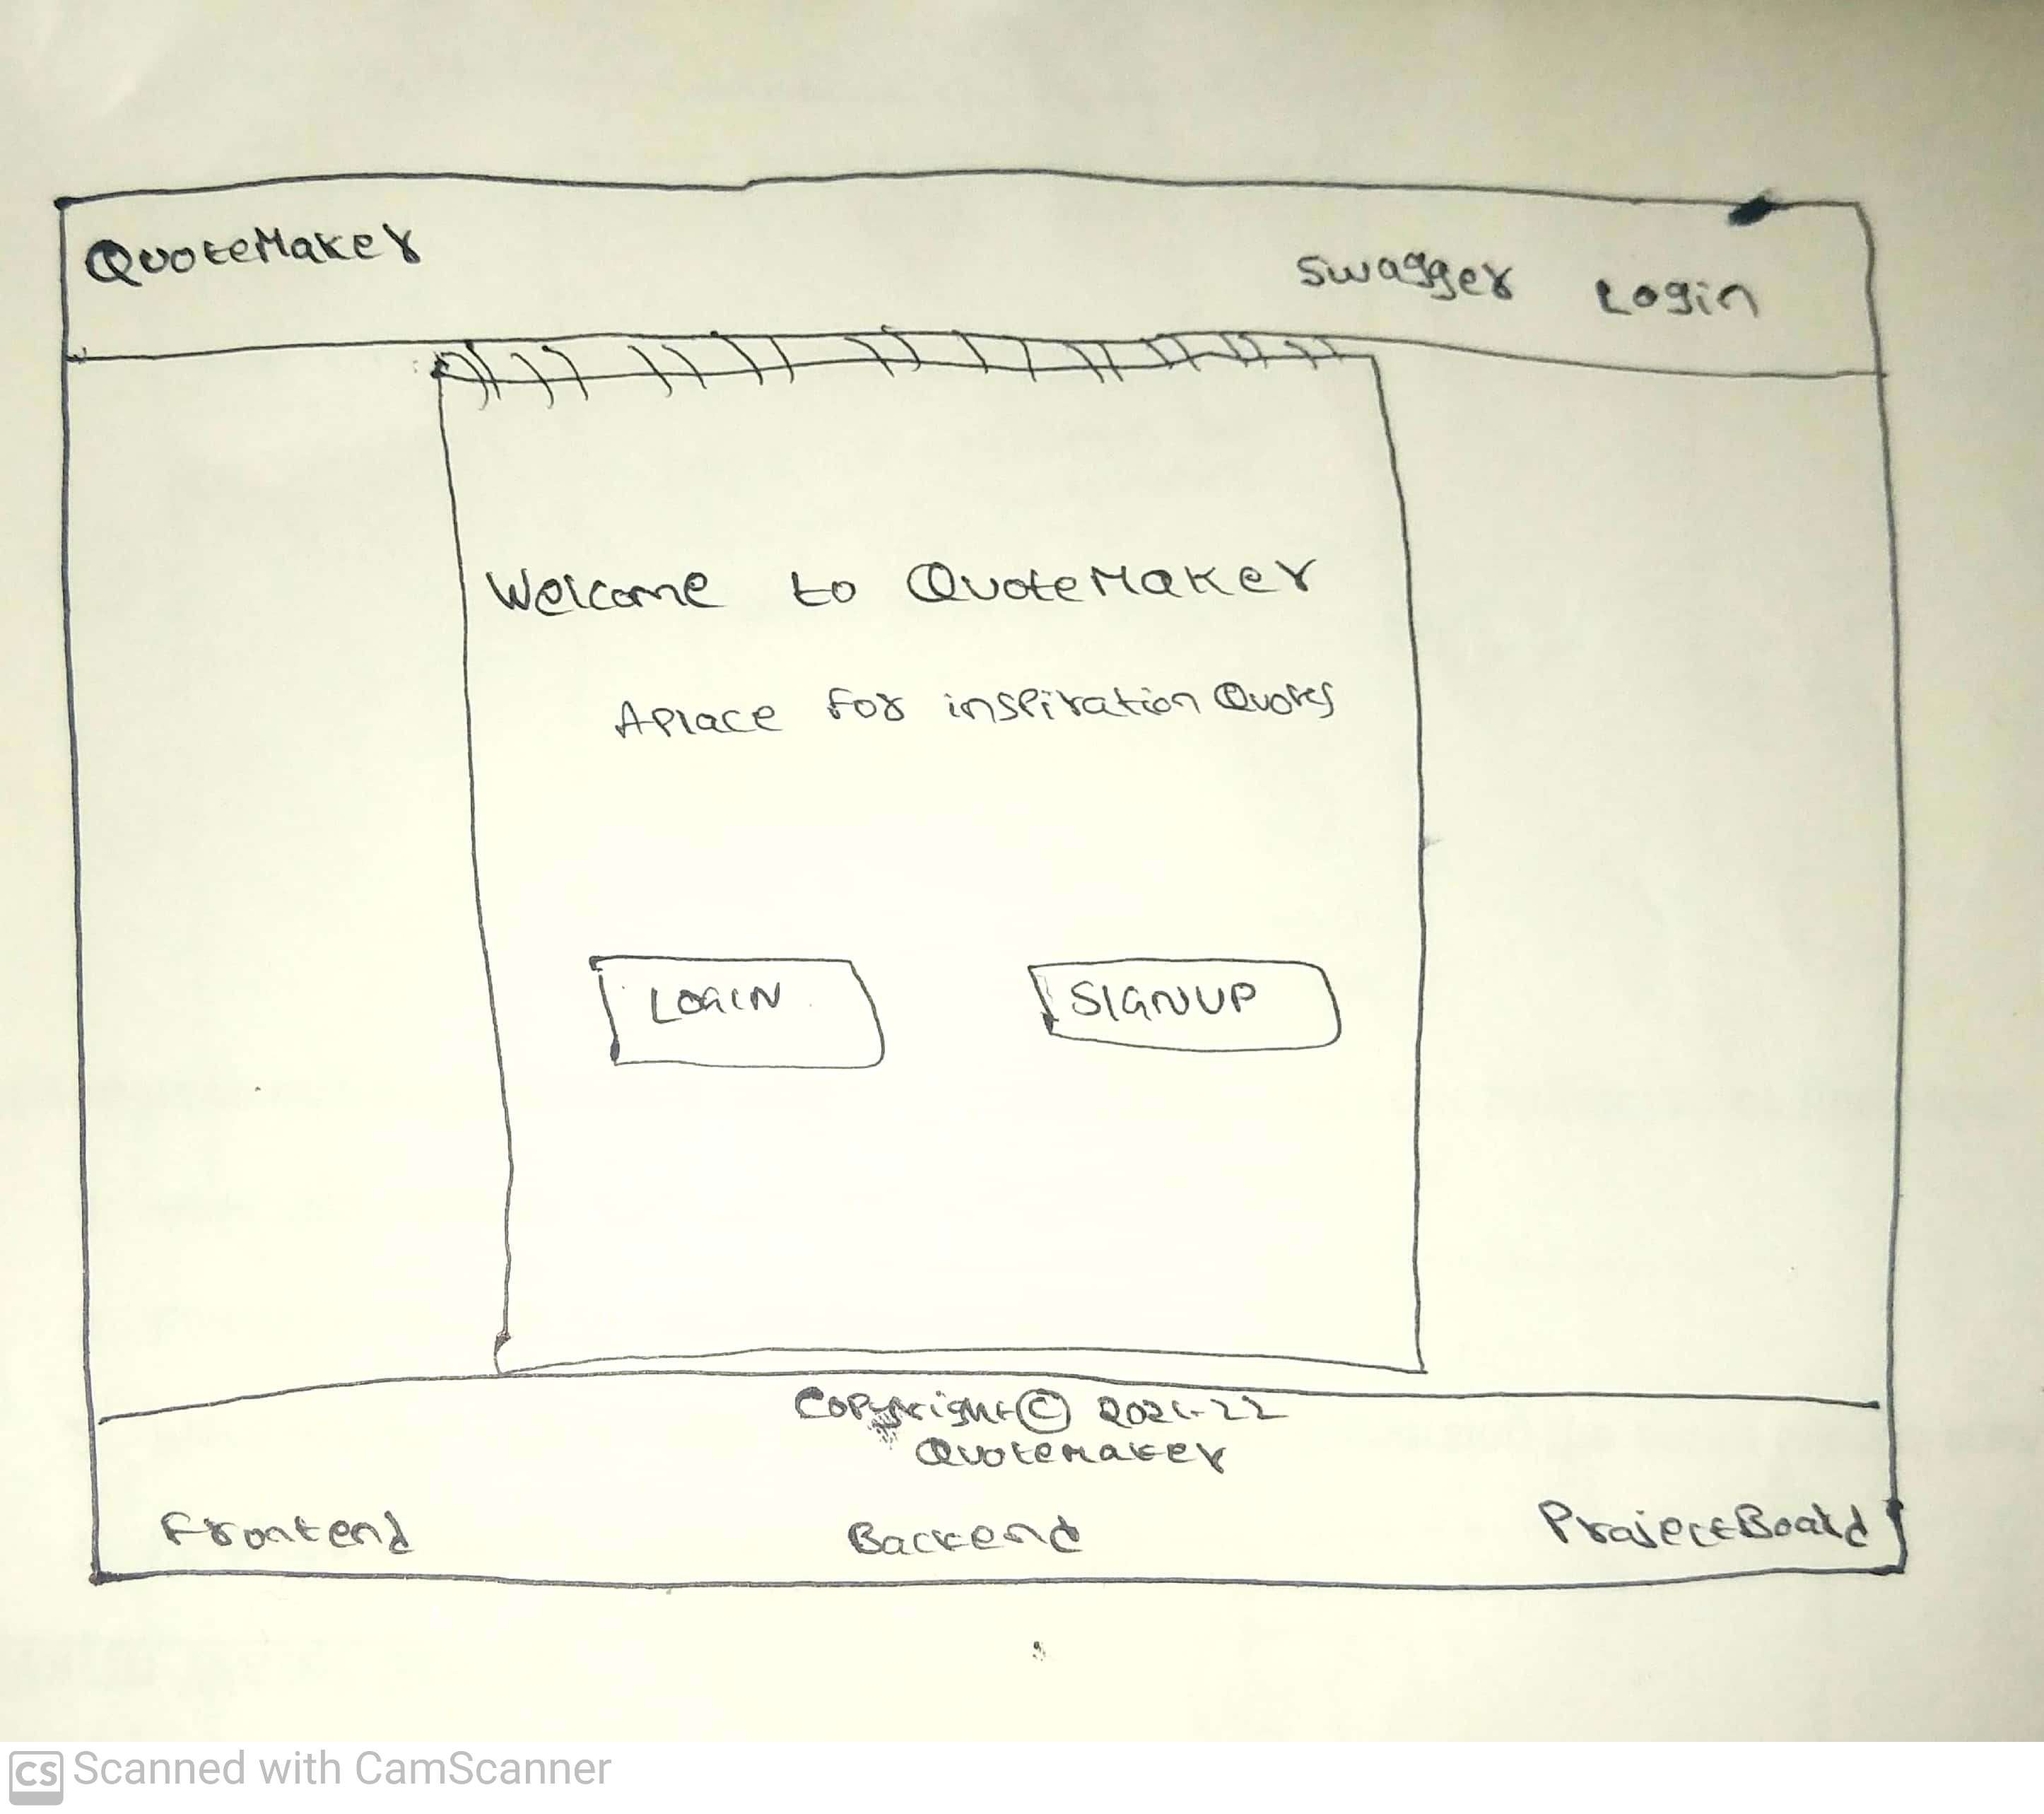 QuoteMaker
Swagger Login
Welcome to QuoteMaker
A place for inspiration Quotes
LOGIN SIGNUP
Copyright © 2021-22
Quotemaker
Frontend Backend ProjectBoard
CS Scanned with CamScanner